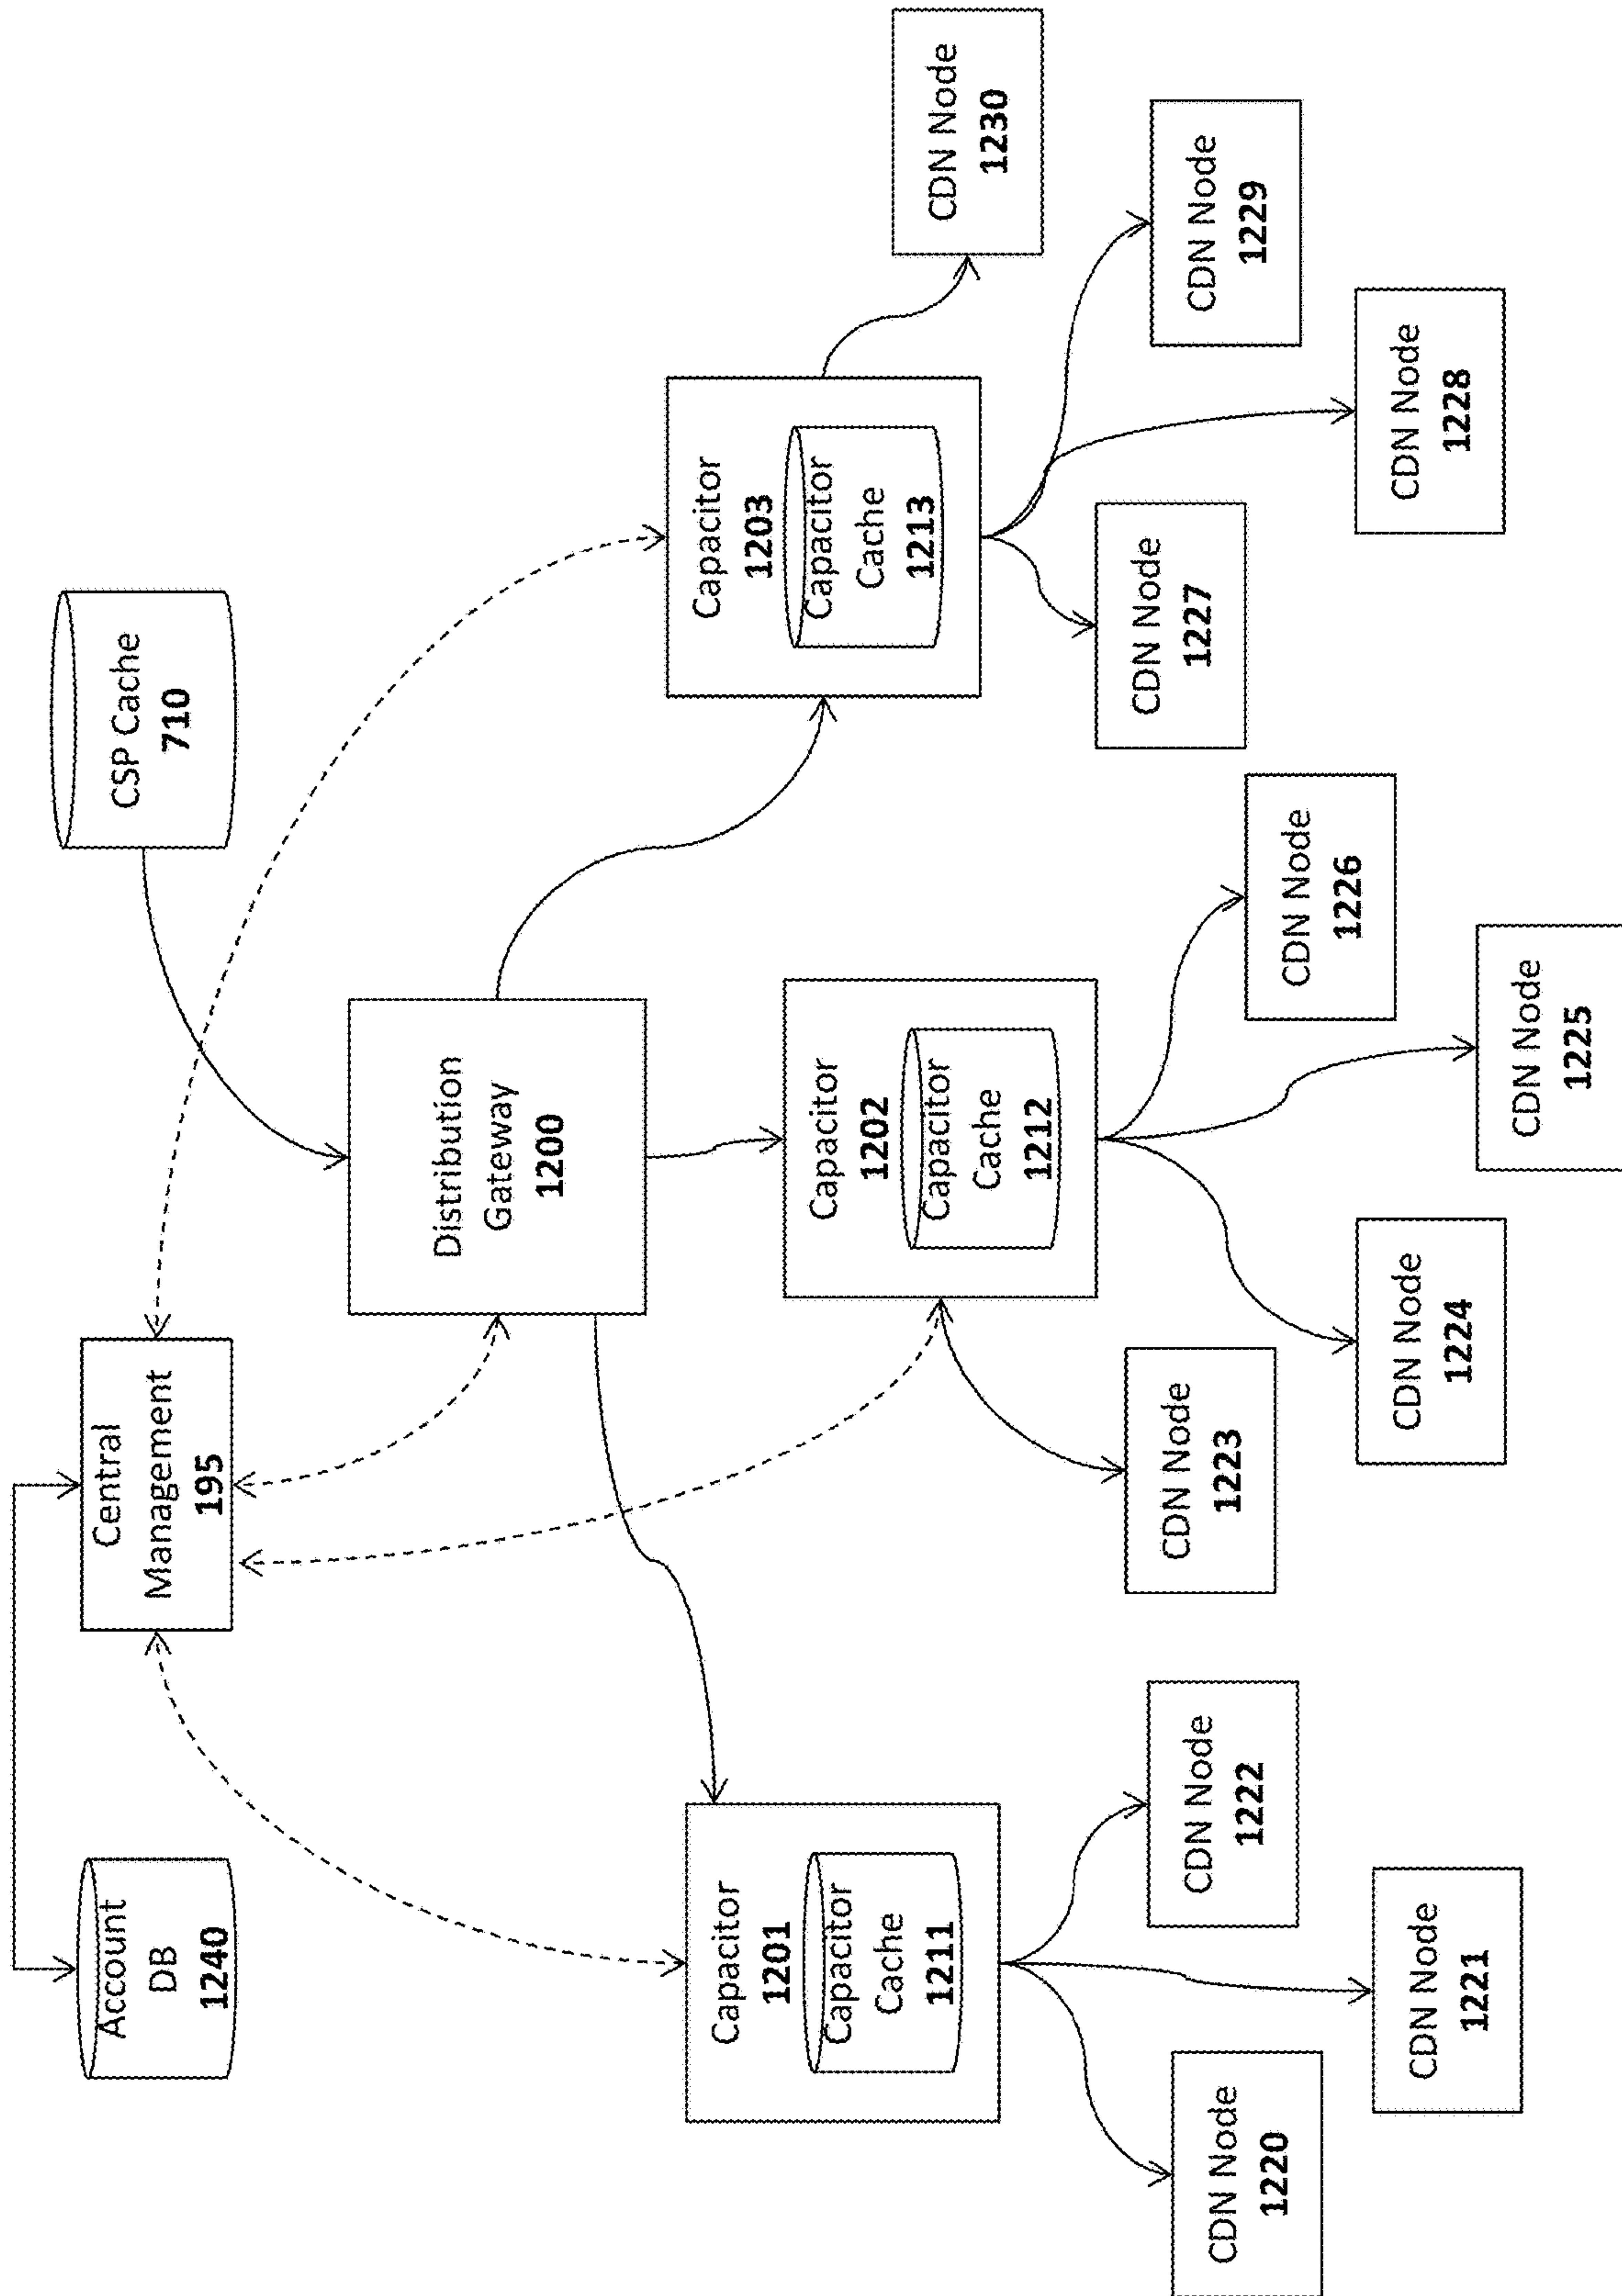 Account
DB
1240
Central
Management
195
CSP Cache
710
Distribution
Gateway
1200
Capacitor
1201
Capacitor
Cache
1211
Capacitor
1202
Capacitor
Cache
1212
Capacitor
1203
Capacitor
Cache
1213
CDN Node
1220
CDN Node
1221
CDN Node
1222
CDN Node
1223
CDN Node
1224
CDN Node
1225
CDN Node
1226
CDN Node
1227
CDN Node
1228
CDN Node
1229
CDN Node
1230